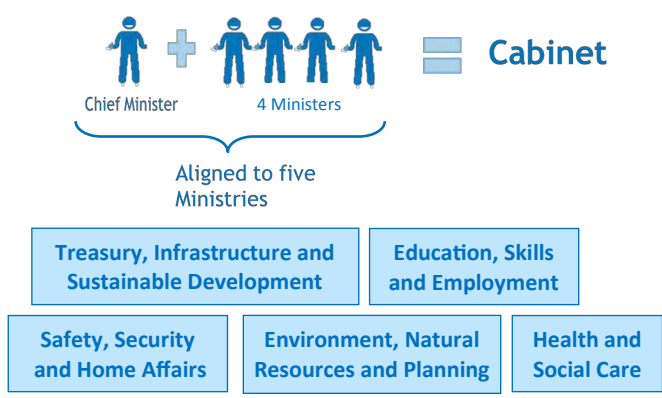 Cabinet
Chief Minister
4 Ministers
Aligned to five
Ministries
Treasury, Infrastructure and
Sustainable Development
Education, Skills
and Employment
Safety, Security
and Home Affairs
Environment, Natural
Resources and Planning
Health and
Social Care